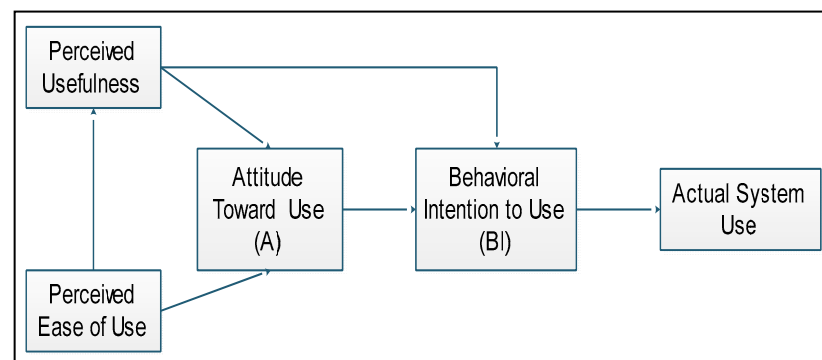 Perceived
Usefulness
Attitude
Toward Use
(A)
Behavioral
Intention to Use
(BI)
Actual System
Use
Perceived
Ease of Use